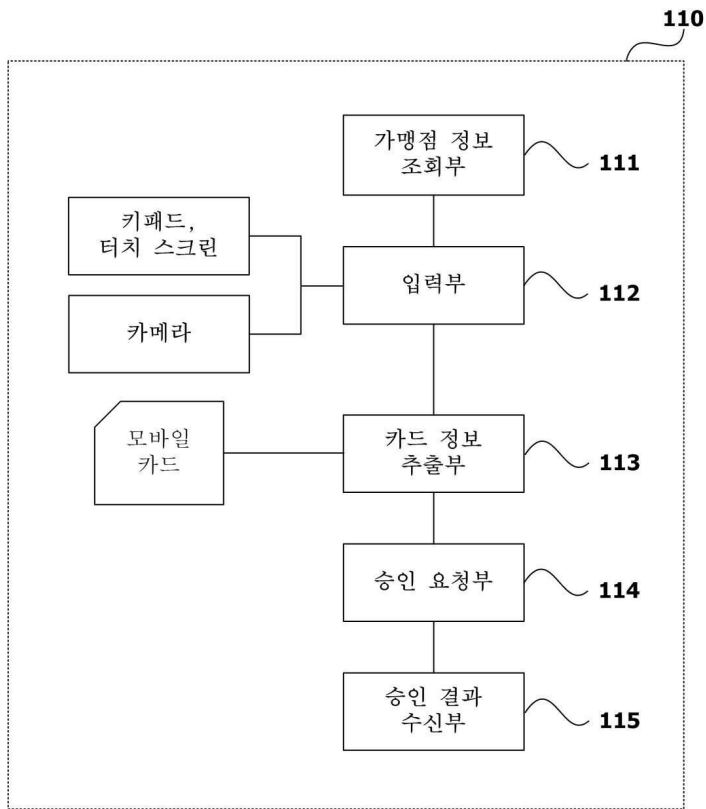 110
가맹점 정보
조회부
111
키패드,
터치 스크린
입력부
112
카메라
모바일
카드
카드 정보
추출부
113
승인 요청부
114
승인 결과
수신부
115